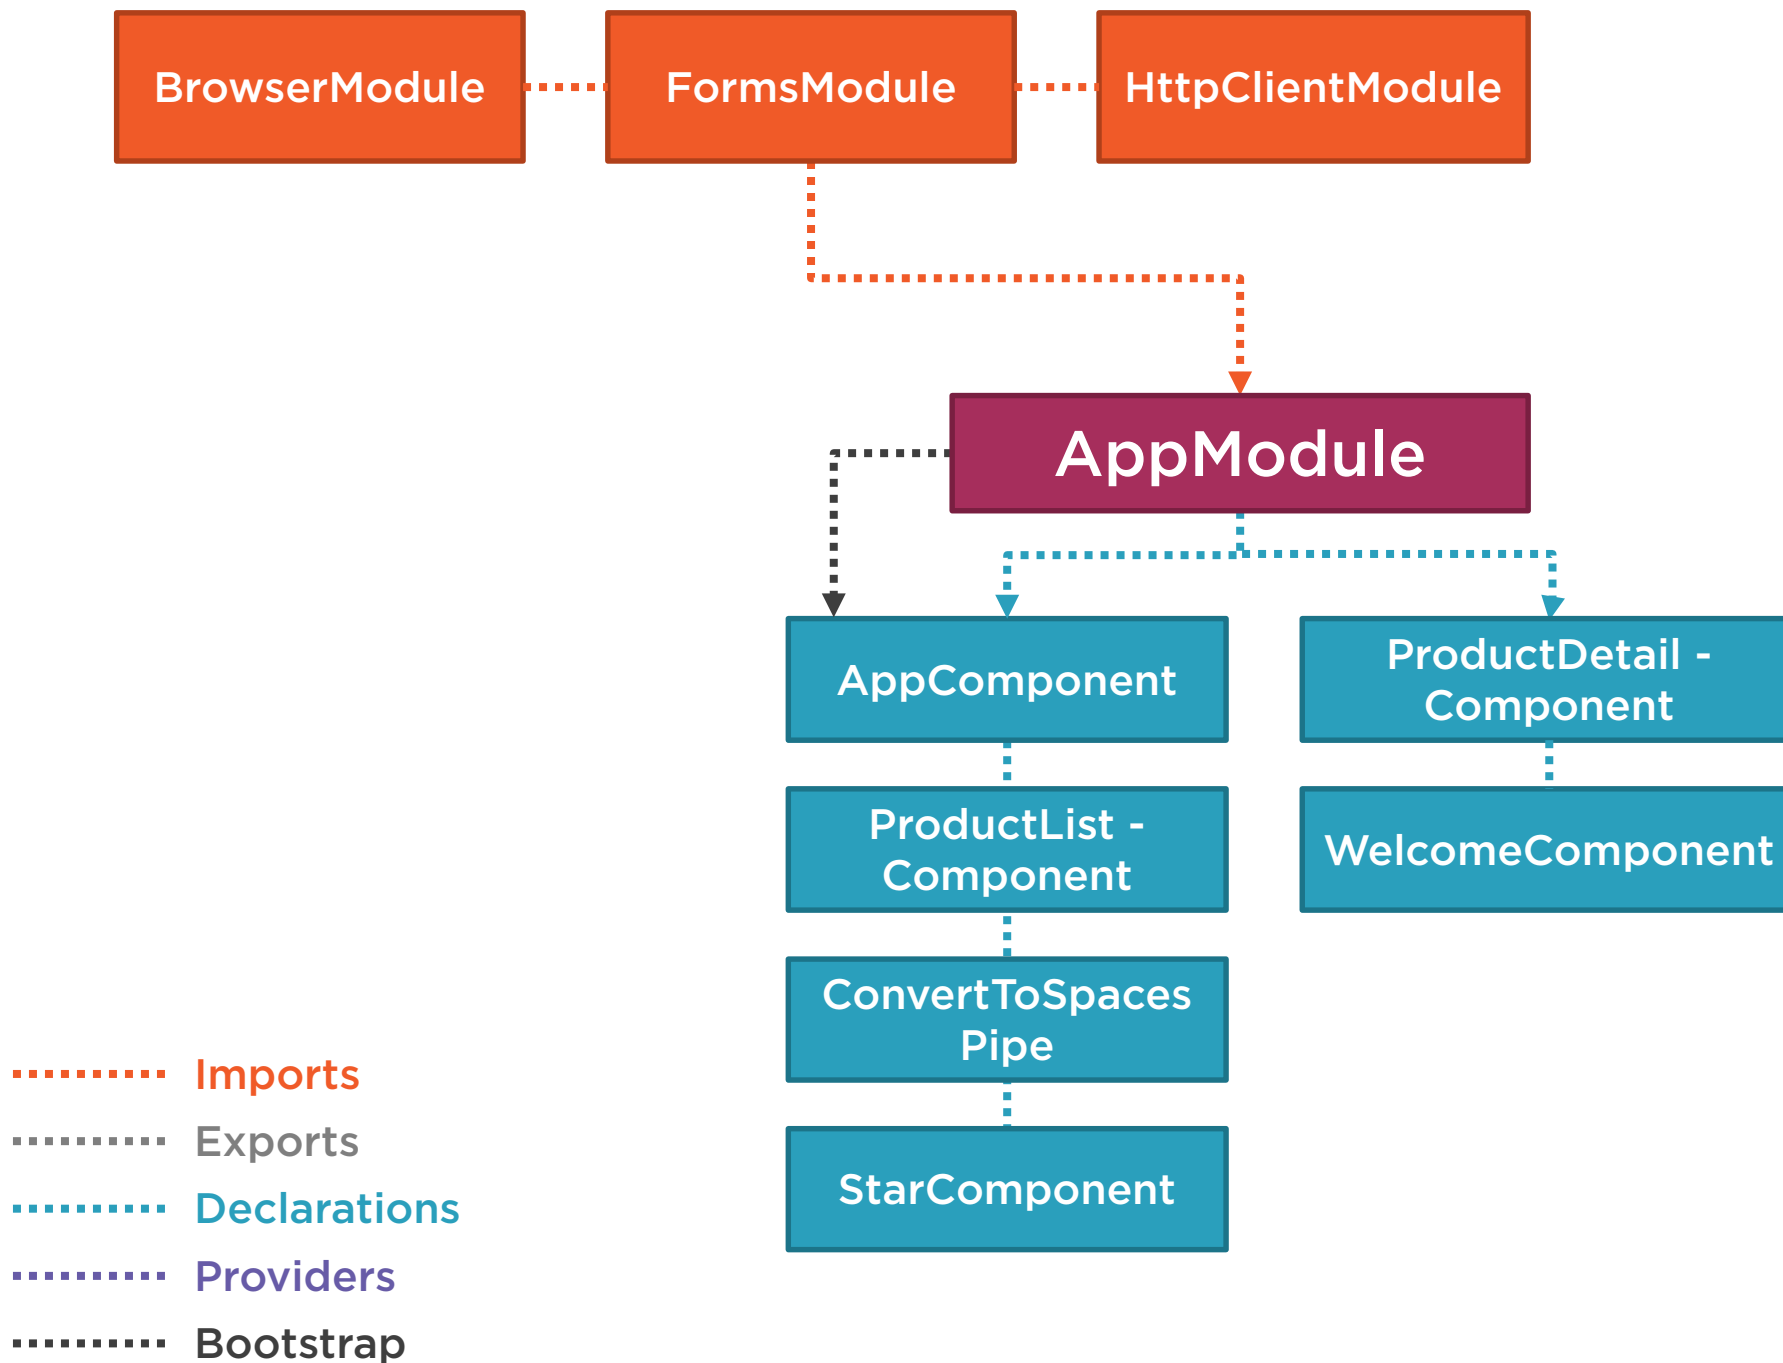 BrowserModule
FormsModule
HttpClientModule
AppModule
AppComponent
ProductDetail -
Component
ProductList -
Component
WelcomeComponent
ConvertToSpaces
Pipe
StarComponent
Imports
Exports
Declarations
Providers
Bootstrap